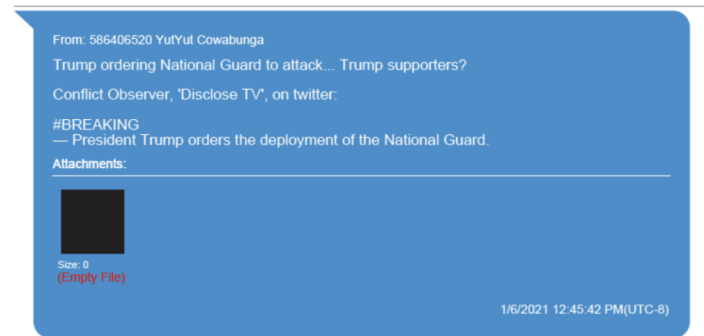 From: 586406520 YutYut Cowabunga
Trump ordering National Guard to attack... Trump supporters?
Conflict Observer, 'Disclose TV', on twitter:
#BREAKING
— President Trump orders the deployment of the National Guard.
Attachments:
Size: 0
(Empty File)
1/6/2021 12:45:42 PM(UTC-8)